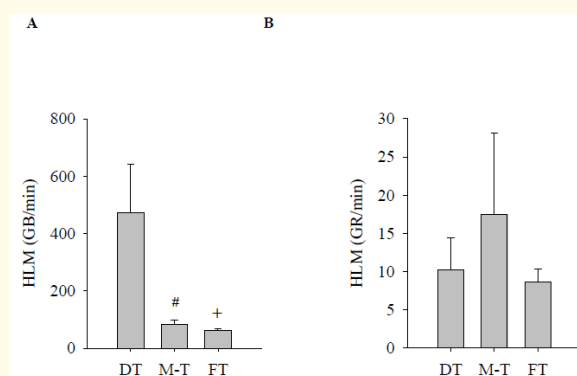 A
B
800
600
400
200
0
HLM (GB/min)
#
+
DT M-T FT
30
25
20
15
10
5
0
HLM (GR/min)
DT M-T FT